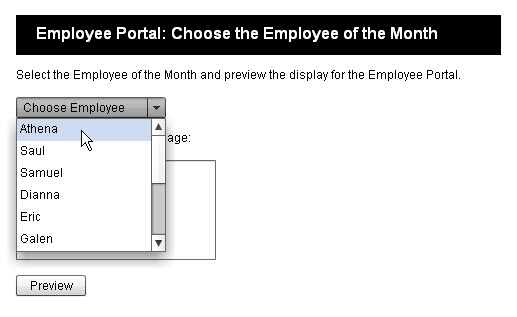 Employee Portal: Choose the Employee of the Month
Select the Employee of the Month and preview the display for the Employee Portal.
Choose Employee
Athena
age:
Saul
Samuel
Dianna
Eric
Galen
Preview